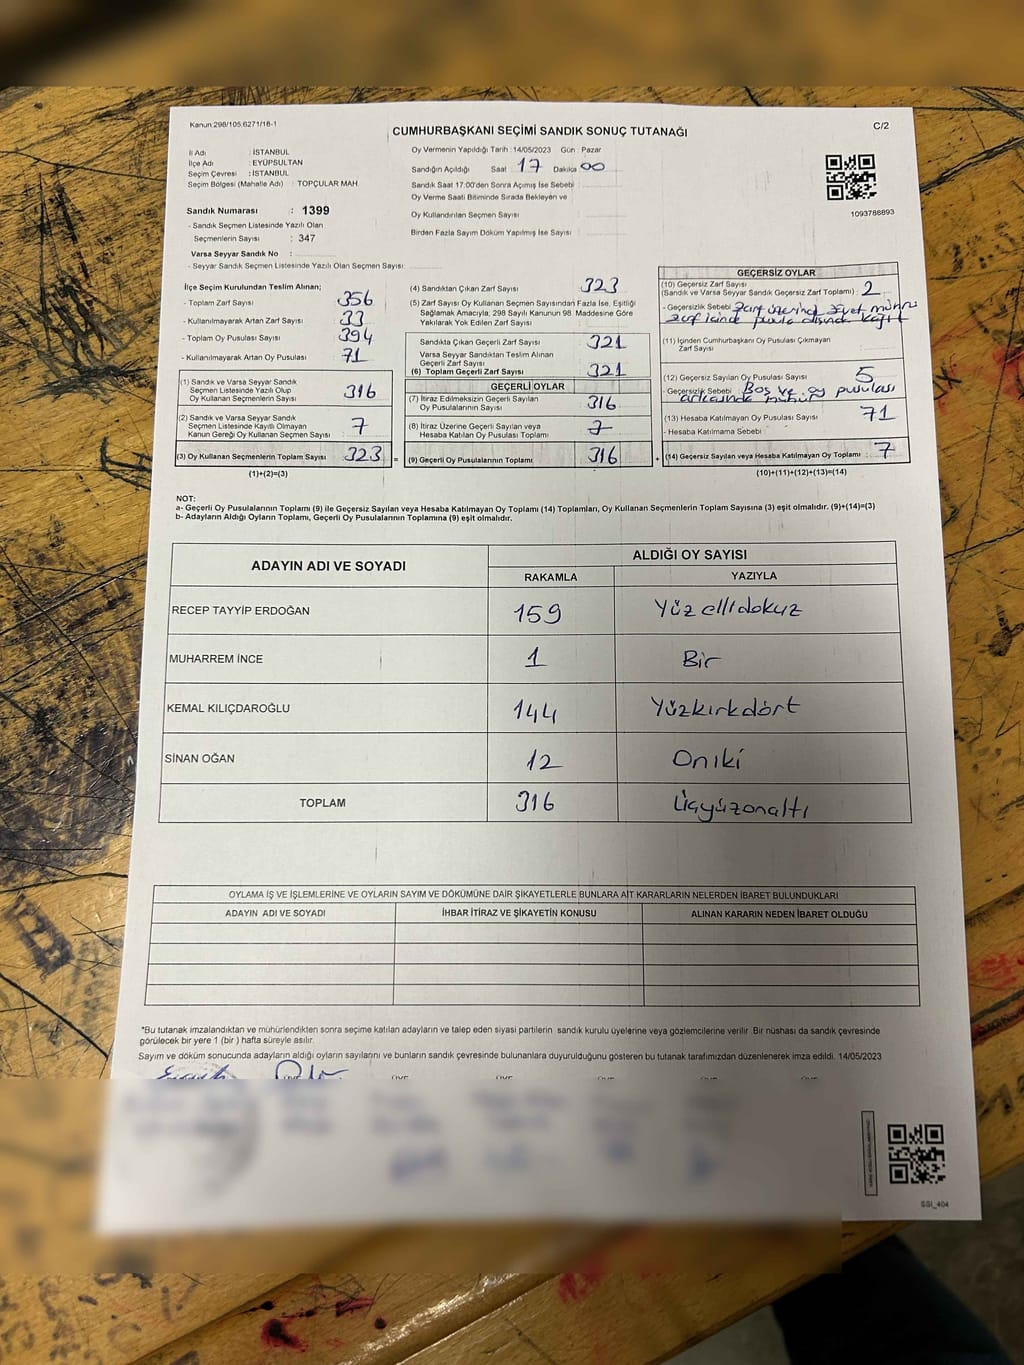 Kanun:298/105,6271/16-1
CUMHURBAŞKANI SEÇİMİ SANDIK SONUÇ TUTANAĞI
C/2
İl Adı : İSTANBUL
İlçe Adı : EYÜPSULTAN
Seçim Çevresi : İSTANBUL
Seçim Bölgesi (Mahalle Adı) : TOPÇULAR MAH.
Sandık Numarası : 1399
- Sandık Seçmen Listesinde Yazılı Olan
Seçmenlerin Sayısı : 347
Varsa Seyyar Sandık No :
- Seyyar Sandık Seçmen Listesinde Yazılı Olan Seçmen Sayısı:
Oy Vermenin Yapıldığı Tarih : 14/05/2023 Gün : Pazar
Sandığın Açıldığı Saat 17 Dakika 00
Sandık Saat 17:00'den Sonra Açımış İse Sebebi :
Oy Verme Saati Bitiminde Sırada Bekleyen ve
Oy Kullandırılan Seçmen Sayısı
Birden Fazla Sayım Döküm Yapılmış İse Sayısı
1093788893
İlçe Seçim Kurulundan Teslim Alınan;
- Toplam Zarf Sayısı 356
- Kullanılmayarak Artan Zarf Sayısı 33
- Toplam Oy Pusulası Sayısı 394
- Kullanılmayarak Artan Oy Pusulası 71
(1) Sandık ve Varsa Seyyar Sandık
Seçmen Listesinde Yazılı Olup
Oy Kullanan Seçmenlerin Sayısı 316
(2) Sandık ve Varsa Seyyar Sandık
Seçmen Listesinde Kayıtlı Olmayan
Kanun Gereği Oy Kullanan Seçmen Sayısı 7
(3) Oy Kullanan Seçmenlerin Toplam Sayısı 323
(1)+(2)=(3)
(4) Sandıktan Çıkan Zarf Sayısı 323
(5) Zarf Sayısı Oy Kullanan Seçmen Sayısından Fazla İse, Eşitliği
Sağlamak Amacıyla, 298 Sayılı Kanunun 98. Maddesine Göre
Yakılarak Yok Edilen Zarf Sayısı
Sandıkta Çıkan Geçerli Zarf Sayısı 321
Varsa Seyyar Sandıktan Teslim Alınan
Geçerli Zarf Sayısı
(6) Toplam Geçerli Zarf Sayısı 321
GEÇERLİ OYLAR
(7) İtiraz Edilmeksizin Geçerli Sayılan
Oy Pusulalarının Sayısı 316
(8) İtiraz Üzerine Geçerli Sayılan veya
Hesaba Katılan Oy Pusulası Toplamı 7
= (9) Geçerli Oy Pusulalarının Toplamı 316
GEÇERSİZ OYLAR
(10) Geçersiz Zarf Sayısı
(Sandık ve Varsa Seyyar Sandık Geçersiz Zarf Toplamı) : 2
- Geçersizlik Sebebi Zarf üzerinde evet mührü
zarf içinde pusula dışında kağıt
(11) İçinden Cumhurbaşkanı Oy Pusulası Çıkmayan
Zarf Sayısı
(12) Geçersiz Sayılan Oy Pusulası Sayısı 5
- Geçersizlik Sebebi : Boş ve oy pusulası
arkasında mühür
(13) Hesaba Katılmayan Oy Pusulası Sayısı 71
- Hesaba Katılmama Sebebi
+ (14) Geçersiz Sayılan veya Hesaba Katılmayan Oy Toplamı : 7
(10)+(11)+(12)+(13)=(14)
NOT:
a- Geçerli Oy Pusulalarının Toplamı (9) ile Geçersiz Sayılan veya Hesaba Katılmayan Oy Toplamı (14) Toplamları, Oy Kullanan Seçmenlerin Toplam Sayısına (3) eşit olmalıdır. (9)+(14)=(3)
b- Adayların Aldığı Oyların Toplamı, Geçerli Oy Pusulalarının Toplamına (9) eşit olmalıdır.
ADAYIN ADI VE SOYADI
ALDIĞI OY SAYISI
RAKAMLA YAZIYLA
RECEP TAYYİP ERDOĞAN 159 Yüz ellidokuz
MUHARREM İNCE 1 Bir
KEMAL KILIÇDAROĞLU 144 Yüzkırkdört
SİNAN OĞAN 12 Oniki
TOPLAM 316 Üçyüzonaltı
OYLAMA İŞ VE İŞLEMLERİNE VE OYLARIN SAYIM VE DÖKÜMÜNE DAİR ŞİKAYETLERLE BUNLARA AİT KARARLARIN NELERDEN İBARET BULUNDUKLARI
ADAYIN ADI VE SOYADI İHBAR İTİRAZ VE ŞİKAYETİN KONUSU ALINAN KARARIN NEDEN İBARET OLDUĞU
*Bu tutanak imzalandıktan ve mühürlendikten sonra seçime katılan adayların ve talep eden siyasi partilerin sandık kurulu üyelerine veya gözlemcilerine verilir. Bir nüshası da sandık çevresinde
görülecek bir yere 1 (bir) hafta süreyle asılır.
Sayım ve döküm sonucunda adayların aldığı oyların sayılarını ve bunların sandık çevresinde bulunanlara duyurulduğunu gösteren bu tutanak tarafımızdan düzenlenerek imza edildi. 14/05/2023
SSI_404